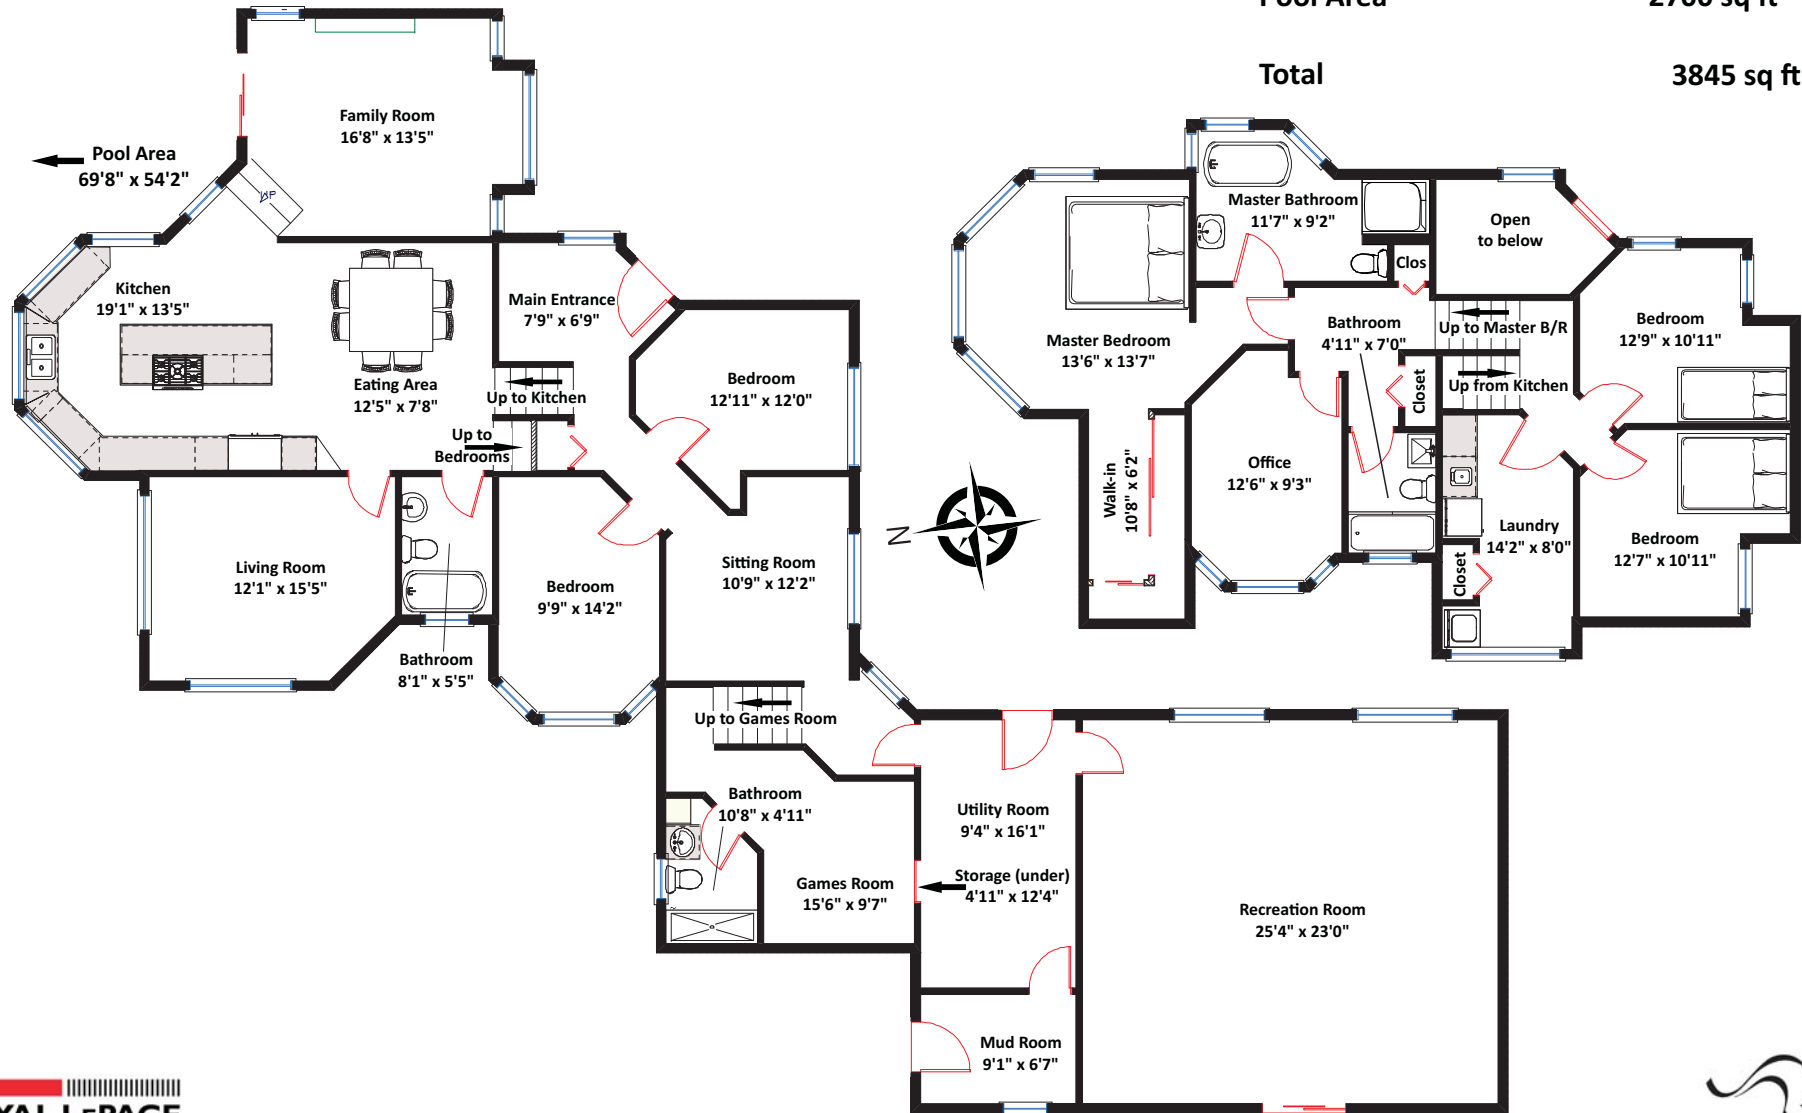 Pool Area
Total
3845 sq ft
Family Room
16'8" x 13'5"
Pool Area
69'8" x 54'2"
UP
Kitchen
19'1" x 13'5"
Eating Area
12'5" x 7'8"
Main Entrance
7'9" x 6'9"
Up to Kitchen
Up to
Bedrooms
Bedroom
12'11" x 12'0"
Living Room
12'1" x 15'5"
Bathroom
8'1" x 5'5"
Bedroom
9'9" x 14'2"
Sitting Room
10'9" x 12'2"
Up to Games Room
Bathroom
10'8" x 4'11"
Games Room
15'6" x 9'7"
Utility Room
9'4" x 16'1"
Storage (under)
4'11" x 12'4"
Mud Room
9'1" x 6'7"
Recreation Room
25'4" x 23'0"
N
Master Bathroom
11'7" x 9'2"
Open
to below
Clos
Master Bedroom
13'6" x 13'7"
Bathroom
4'11" x 7'0"
Up to Master B/R
Up from Kitchen
Closet
Bedroom
12'9" x 10'11"
Walk-in
10'8" x 6'2"
Office
12'6" x 9'3"
Laundry
14'2" x 8'0"
Closet
Bedroom
12'7" x 10'11"
LEPAGE